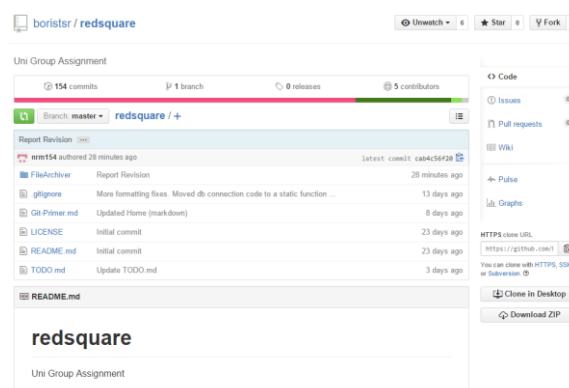 boristsr / redsquare
Unwatch 6 Star 0 Fork
Uni Group Assignment
154 commits 1 branch 0 releases 5 contributors
Branch: master redsquare / +
Report Revision ...
nrm154 authored 28 minutes ago latest commit cab4c56f20
FileArchiver Report Revision 28 minutes ago
.gitignore More formatting fixes. Moved db connection code to a static function ... 13 days ago
Git-Primer.md Updated Home (markdown) 8 days ago
LICENSE Initial commit 23 days ago
README.md Initial commit 23 days ago
TODO.md Update TODO.md 3 days ago
README.md
redsquare
Uni Group Assignment
Code
Issues
Pull requests
Wiki
Pulse
Graphs
HTTPS clone URL
https://github.com/
You can clone with HTTPS, SSH
or Subversion.
Clone in Desktop
Download ZIP